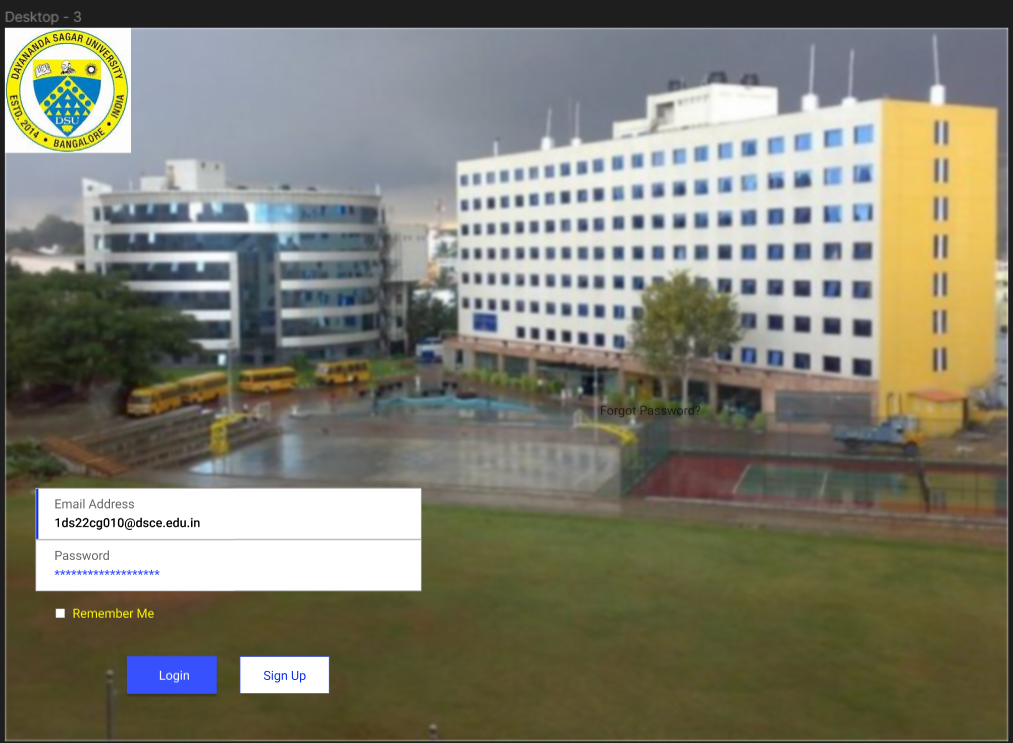 Desktop - 3
DAYANANDA SAGAR UNIVERSITY
ESTD. 2014 • BANGALORE • INDIA
DSU
Forgot Password?
Email Address
1ds22cg010@dsce.edu.in
Password
*******************
Remember Me
Login
Sign Up